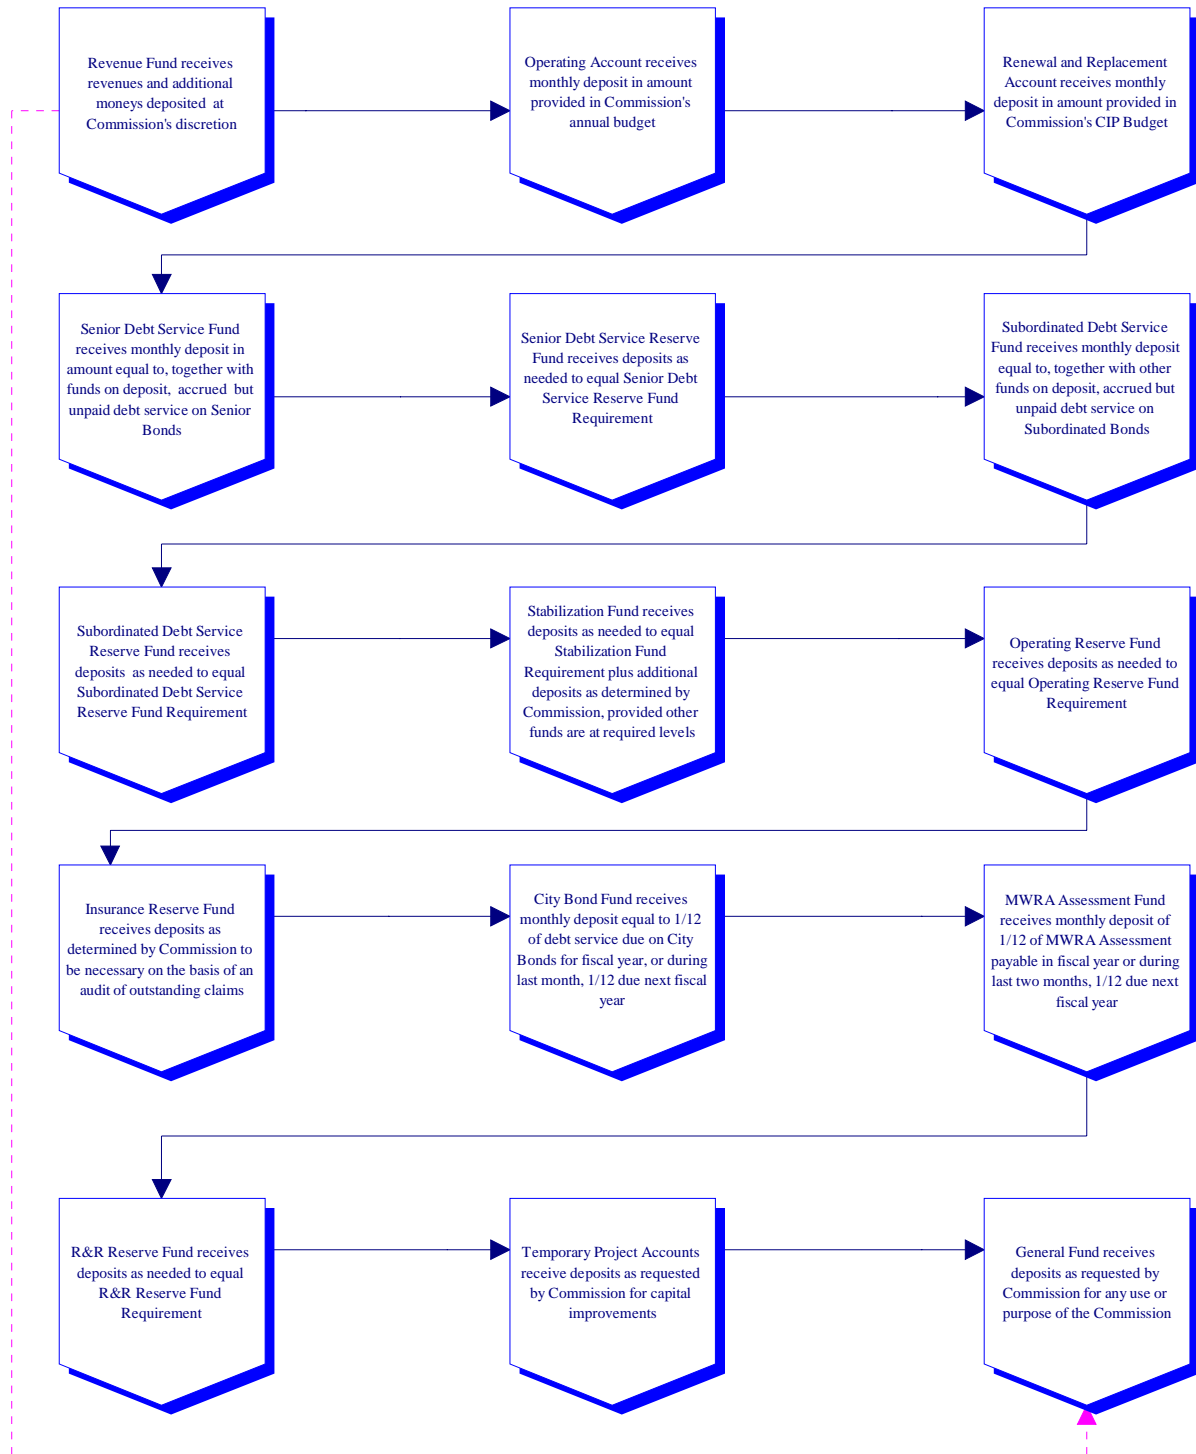 Revenue Fund receives
revenues and additional
moneys deposited at
Commission's discretion
Operating Account receives
monthly deposit in amount
provided in Commission's
annual budget
Renewal and Replacement
Account receives monthly
deposit in amount provided in
Commission's CIP Budget
Senior Debt Service Fund
receives monthly deposit in
amount equal to, together with
funds on deposit, accrued but
unpaid debt service on Senior
Bonds
Senior Debt Service Reserve
Fund receives deposits as
needed to equal Senior Debt
Service Reserve Fund
Requirement
Subordinated Debt Service
Fund receives monthly deposit
equal to, together with other
funds on deposit, accrued but
unpaid debt service on
Subordinated Bonds
Subordinated Debt Service
Reserve Fund receives
deposits as needed to equal
Subordinated Debt Service
Reserve Fund Requirement
Stabilization Fund receives
deposits as needed to equal
Stabilization Fund
Requirement plus additional
deposits as determined by
Commission, provided other
funds are at required levels
Operating Reserve Fund
receives deposits as needed to
equal Operating Reserve Fund
Requirement
Insurance Reserve Fund
receives deposits as
determined by Commission to
be necessary on the basis of an
audit of outstanding claims
City Bond Fund receives
monthly deposit equal to 1/12
of debt service due on City
Bonds for fiscal year, or during
last month, 1/12 due next fiscal
year
MWRA Assessment Fund
receives monthly deposit of
1/12 of MWRA Assessment
payable in fiscal year or during
last two months, 1/12 due next
fiscal year
R&R Reserve Fund receives
deposits as needed to equal
R&R Reserve Fund
Requirement
Temporary Project Accounts
receive deposits as requested
by Commission for capital
improvements
General Fund receives
deposits as requested by
Commission for any use or
purpose of the Commission